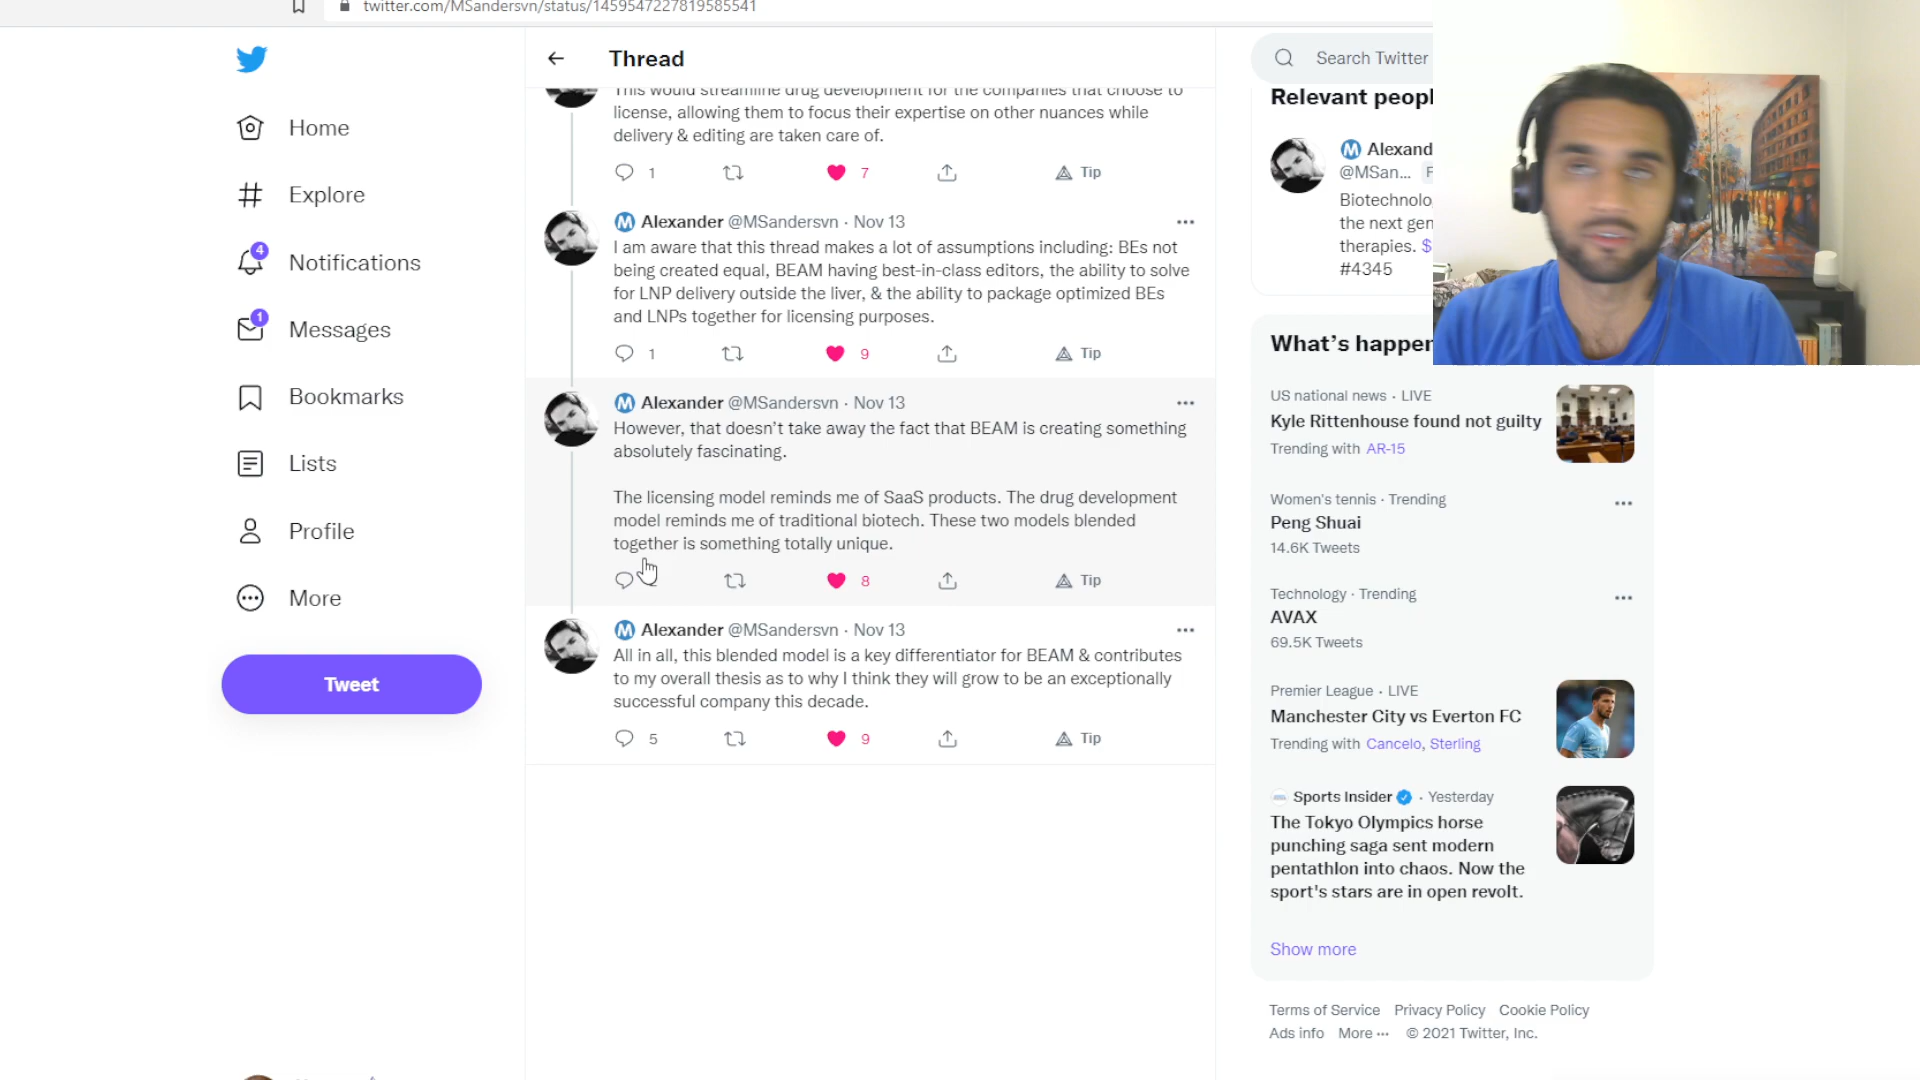 twitter.com/MSandersvn/status/1459547227819585541
Home
Explore
4
Notifications
1
Messages
Bookmarks
Lists
Profile
More
Tweet
Thread
This would streamline drug development for the companies that choose to
license, allowing them to focus their expertise on other nuances while
delivery & editing are taken care of.
1 7 Tip
Alexander @MSandersvn · Nov 13
I am aware that this thread makes a lot of assumptions including: BEs not
being created equal, BEAM having best-in-class editors, the ability to solve
for LNP delivery outside the liver, & the ability to package optimized BEs
and LNPs together for licensing purposes.
1 9 Tip
Alexander @MSandersvn · Nov 13
However, that doesn't take away the fact that BEAM is creating something
absolutely fascinating.
The licensing model reminds me of SaaS products. The drug development
model reminds me of traditional biotech. These two models blended
together is something totally unique.
8 Tip
Alexander @MSandersvn · Nov 13
All in all, this blended model is a key differentiator for BEAM & contributes
to my overall thesis as to why I think they will grow to be an exceptionally
successful company this decade.
5 9 Tip
Search Twitter
Relevant peopl
Alexand
@MSan... F
Biotechnolo
the next gen
therapies. $
#4345
What's happen
US national news · LIVE
Kyle Rittenhouse found not guilty
Trending with AR-15
Women's tennis · Trending
Peng Shuai
14.6K Tweets
Technology · Trending
AVAX
69.5K Tweets
Premier League · LIVE
Manchester City vs Everton FC
Trending with Cancelo, Sterling
Sports Insider · Yesterday
The Tokyo Olympics horse
punching saga sent modern
pentathlon into chaos. Now the
sport's stars are in open revolt.
Show more
Terms of Service Privacy Policy Cookie Policy
Ads info More ··· © 2021 Twitter, Inc.